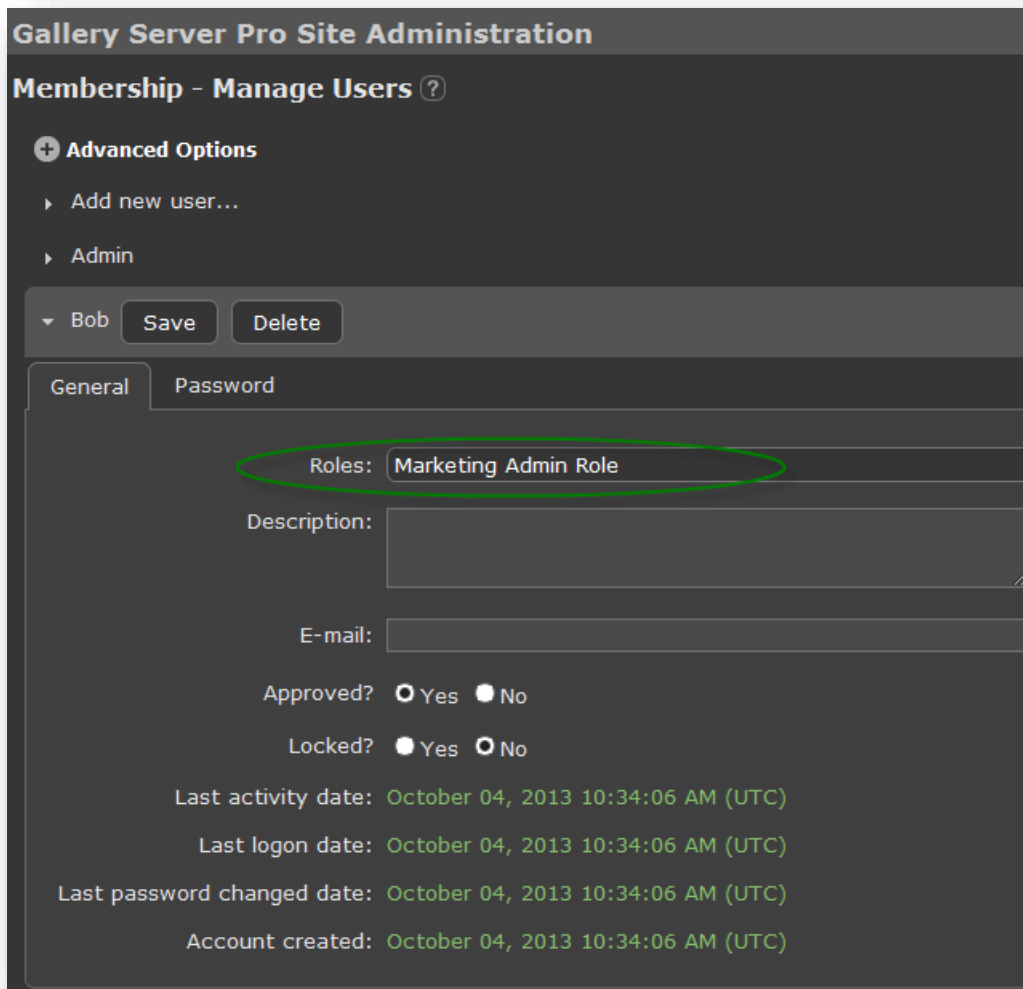 Gallery Server Pro Site Administration
Membership - Manage Users ?
Advanced Options
Add new user...
Admin
Bob Save Delete
General Password
Roles: Marketing Admin Role
Description:
E-mail:
Approved? Yes No
Locked? Yes No
Last activity date: October 04, 2013 10:34:06 AM (UTC)
Last logon date: October 04, 2013 10:34:06 AM (UTC)
Last password changed date: October 04, 2013 10:34:06 AM (UTC)
Account created: October 04, 2013 10:34:06 AM (UTC)